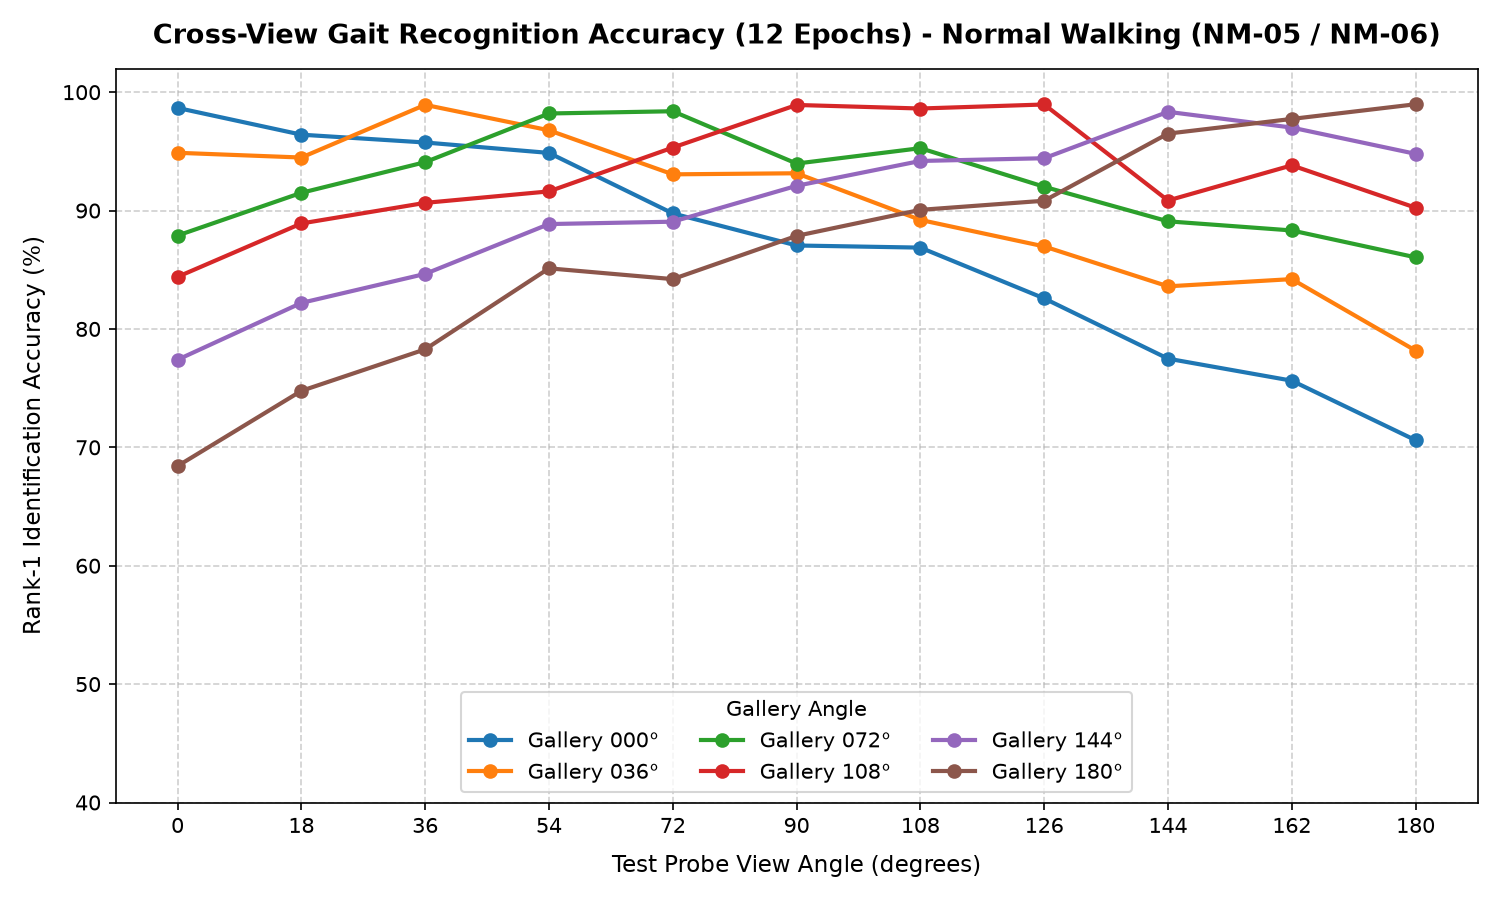 Cross-View Gait Recognition Accuracy (12 Epochs) - Normal Walking (NM-05 / NM-06)
Rank-1 Identification Accuracy (%)
100
90
80
70
60
50
40
Gallery Angle
Gallery 000° Gallery 072° Gallery 144°
Gallery 036° Gallery 108° Gallery 180°
0 18 36 54 72 90 108 126 144 162 180
Test Probe View Angle (degrees)